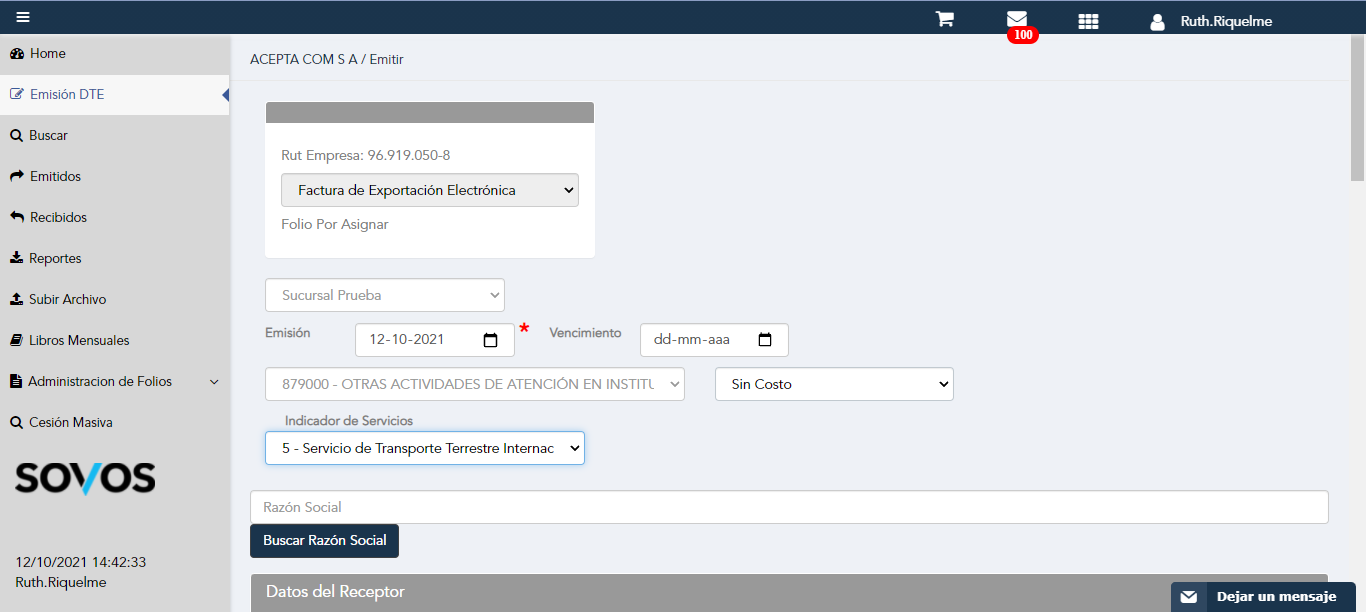 Ruth.Riquelme
100
Home
Emisión DTE
Buscar
Emitidos
Recibidos
Reportes
Subir Archivo
Libros Mensuales
Administracion de Folios
Cesión Masiva
SOVOS
12/10/2021 14:42:33
Ruth.Riquelme
ACEPTA COM S A / Emitir
Rut Empresa: 96.919.050-8
Factura de Exportación Electrónica
Folio Por Asignar
Sucursal Prueba
Emisión 12-10-2021 * Vencimiento dd-mm-aaa
879000 - OTRAS ACTIVIDADES DE ATENCIÓN EN INSTITU Sin Costo
Indicador de Servicios
5 - Servicio de Transporte Terrestre Internac
Razón Social
Buscar Razón Social
Datos del Receptor
Dejar un mensaje